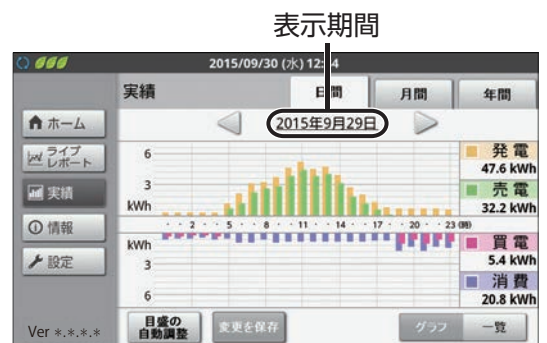 表示期間
2015/09/30 (水) 12:
実績
日間
月間
年間
2015年9月29日
ホーム
ライブ
レポート
実績
情報
設定
Ver *.*.*.*
6
3
kWh
・・2・・5・・8・・11・・14・・17・・20・・23(時)
kWh
3
6
発電
47.6 kWh
売電
32.2 kWh
買電
5.4 kWh
消費
20.8 kWh
目盛の
自動調整
変更を保存
グラフ
一覧